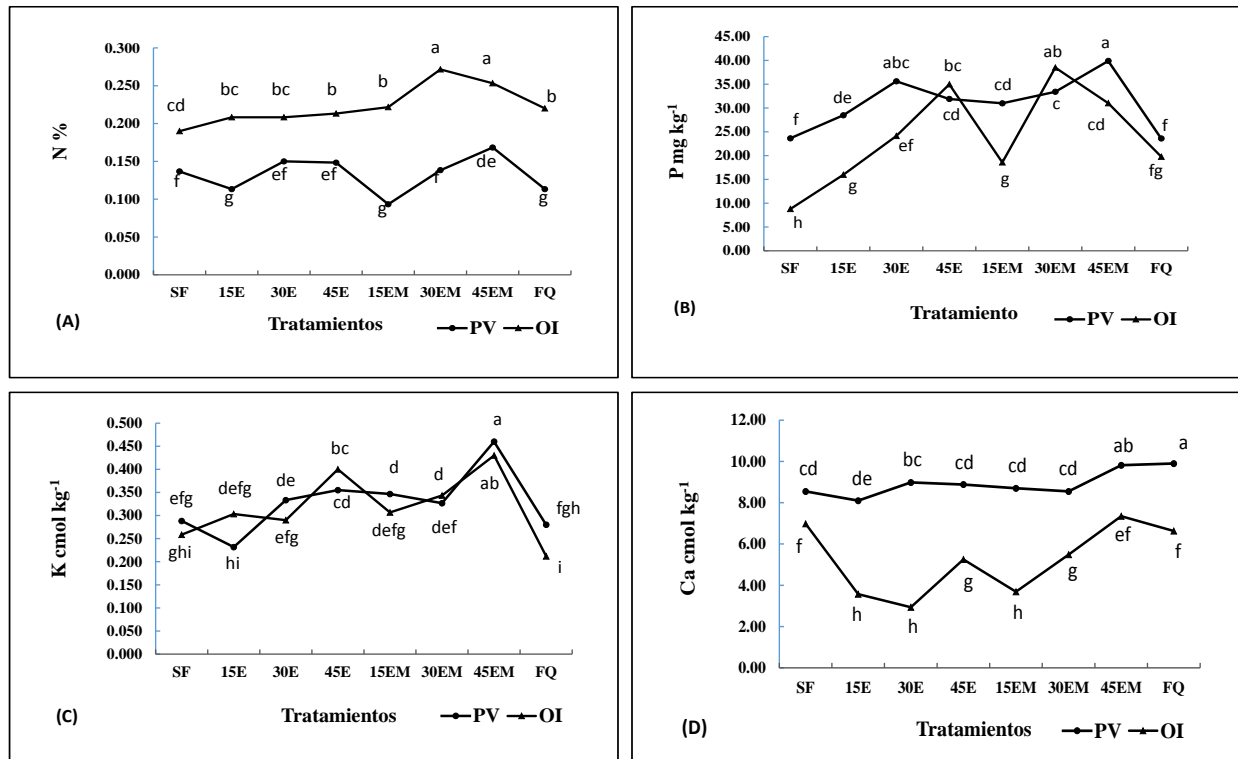 0.300
0.250
0.200
0.150
0.100
0.050
0.000
N %
cd bc bc b b a a b
f g ef ef g f de g
SF 15E 30E 45E 15EM 30EM 45EM FQ
(A)
Tratamientos
PV OI
45.00
40.00
35.00
30.00
25.00
20.00
15.00
10.00
5.00
0.00
P mg kg-1
f de abc bc cd ab a f
h g ef cd g c cd fg
SF 15E 30E 45E 15EM 30EM 45EM FQ
(B)
Tratamiento
PV OI
0.500
0.450
0.400
0.350
0.300
0.250
0.200
0.150
0.100
0.050
0.000
K cmol kg-1
efg defg de bc d d a fgh
ghi hi efg cd defg def ab i
SF 15E 30E 45E 15EM 30EM 45EM FQ
(C)
Tratamientos
PV OI
12.00
10.00
8.00
6.00
4.00
2.00
0.00
Ca cmol kg-1
cd de bc cd cd cd ab a
f h h g h g ef f
SF 15E 30E 45E 15EM 30EM 45EM FQ
(D)
Tratamientos
PV OI